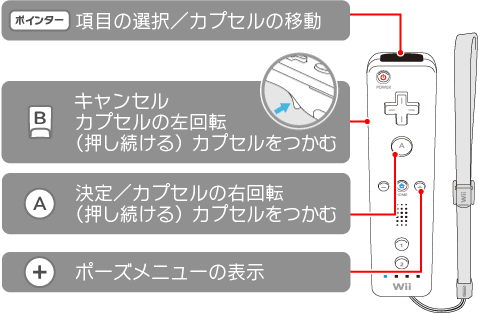 ポインター 項目の選択／カプセルの移動
B
キャンセル
カプセルの左回転
（押し続ける）カプセルをつかむ
A
決定／カプセルの右回転
（押し続ける）カプセルをつかむ
+ ポーズメニューの表示
POWER
A
HOME
1
2
Wii
Wii